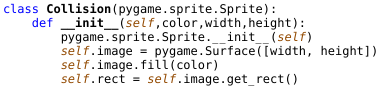 class Collision(pygame.sprite.Sprite):
    def __init__(self,color,width,height):
        pygame.sprite.Sprite.__init__(self)
        self.image = pygame.Surface([width, height])
        self.image.fill(color)
        self.rect = self.image.get_rect()